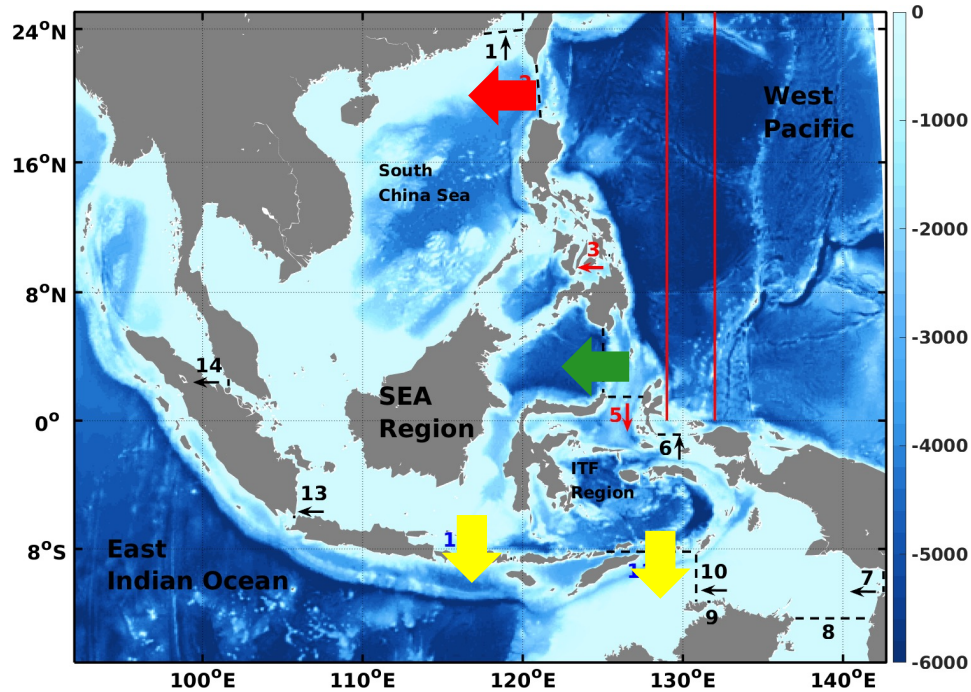 24°N
16°N
8°N
0°
8°S
100°E
110°E
120°E
130°E
140°E
0
-1000
-2000
-3000
-4000
-5000
-6000
1
West
Pacific
South
China Sea
3
14
SEA
Region
5
6
ITF
Region
13
1
East
Indian Ocean
10
7
9
8